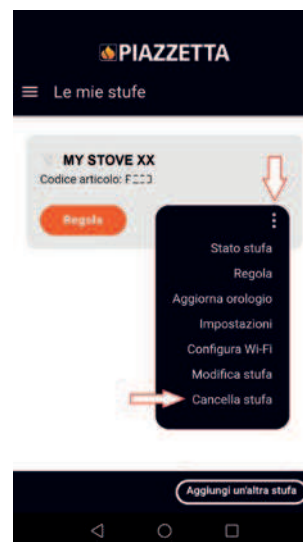 PIAZZETTA
Le mie stufe
MY STOVE XX
Codice articolo: F
Regola
Stato stufa
Regola
Aggiorna orologio
Impostazioni
Configura Wi-Fi
Modifica stufa
Cancella stufa
Aggiungi un'altra stufa